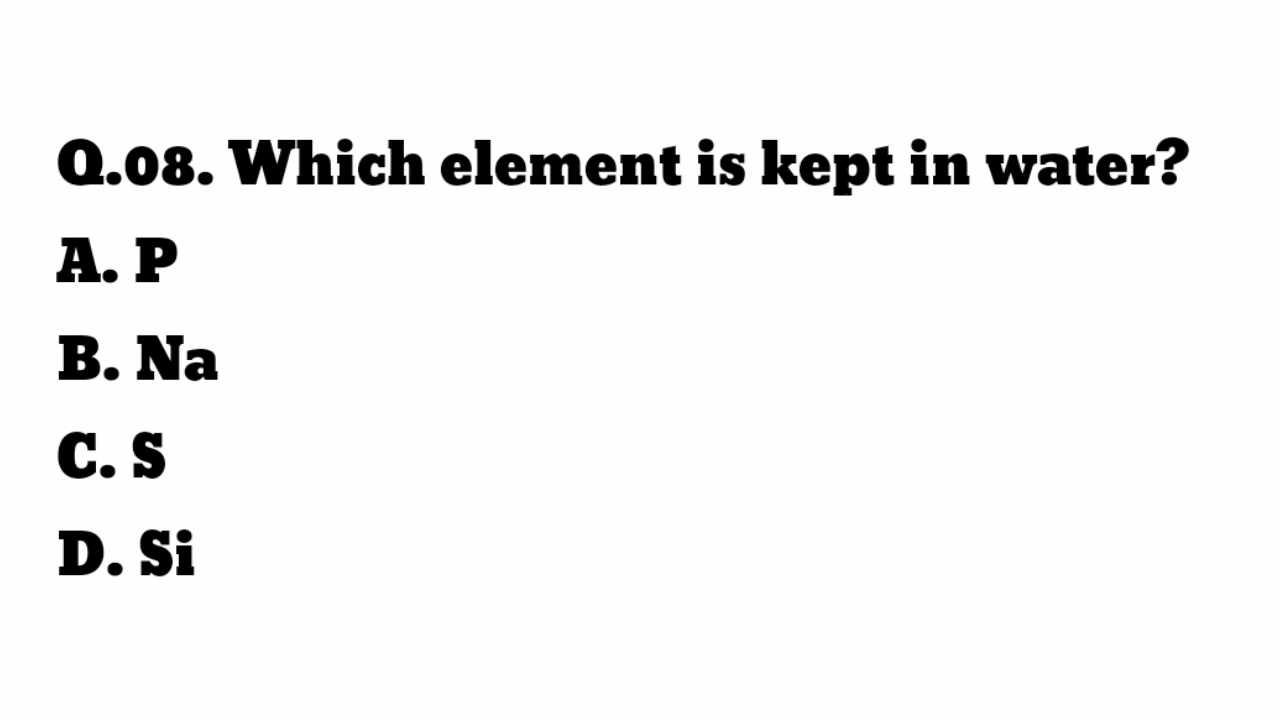 Q.08. Which element is kept in water?
A. P
B. Na
C. S
D. Si